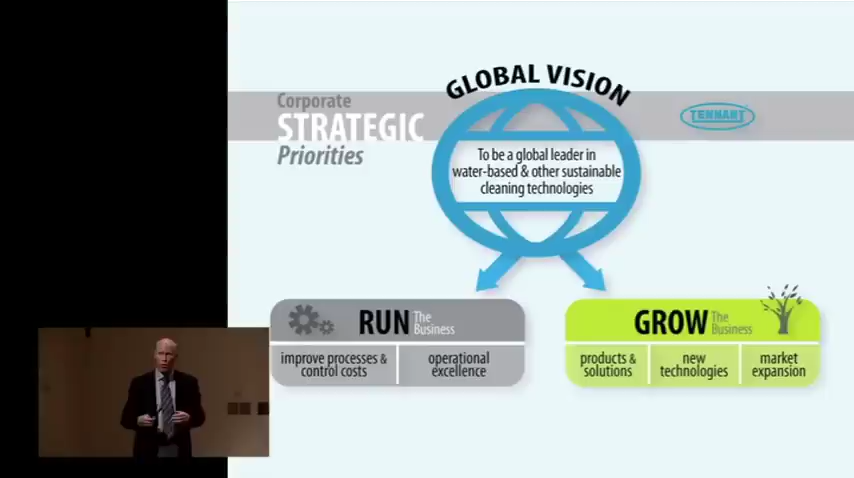 GLOBAL VISION
Corporate
STRATEGIC
Priorities
TENNANT
To be a global leader in
water-based & other sustainable
cleaning technologies
RUN The
Business
improve processes &
control costs
operational
excellence
GROW The
Business
products &
solutions
new
technologies
market
expansion